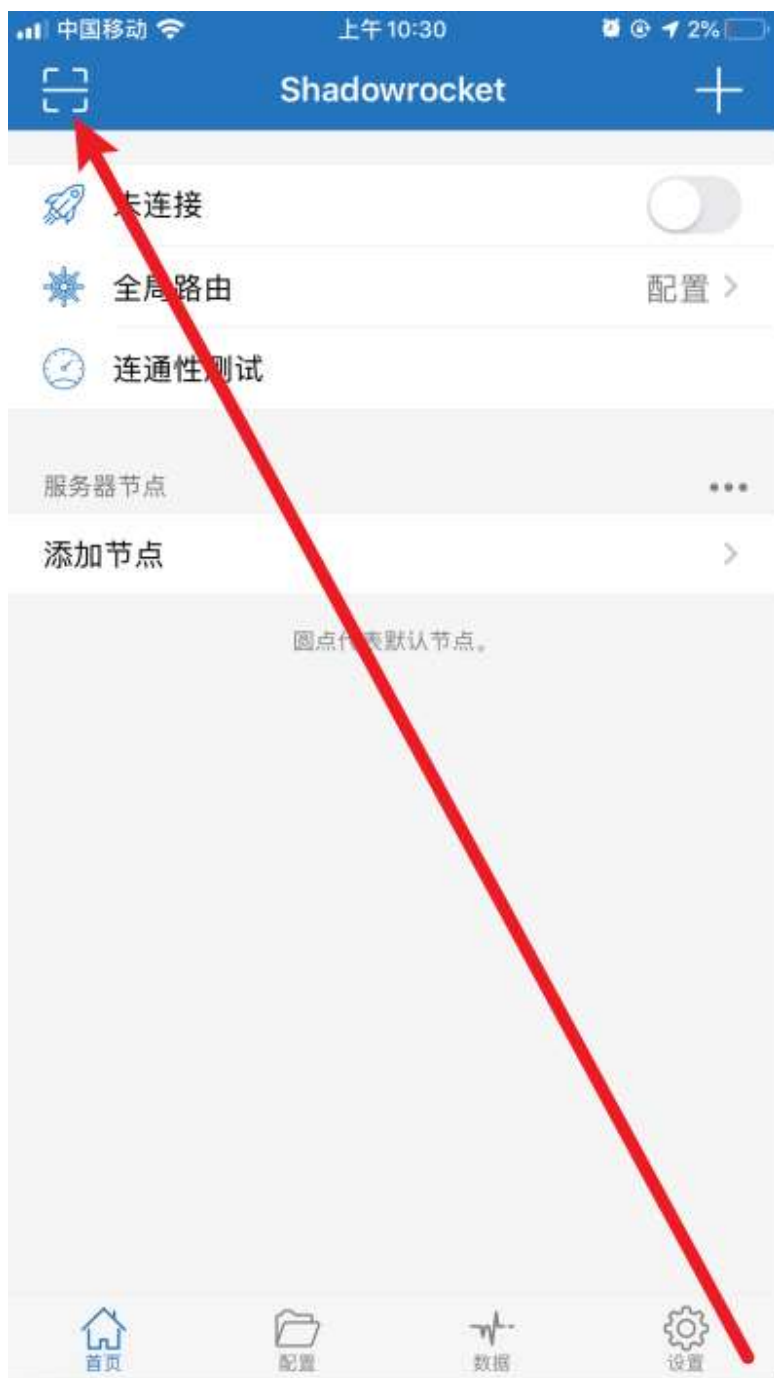 中国移动 上午10:30 2%
Shadowrocket
未连接
全局路由 配置
连通性测试
服务器节点
添加节点
圆点代表默认节点。
首页 配置 数据 设置